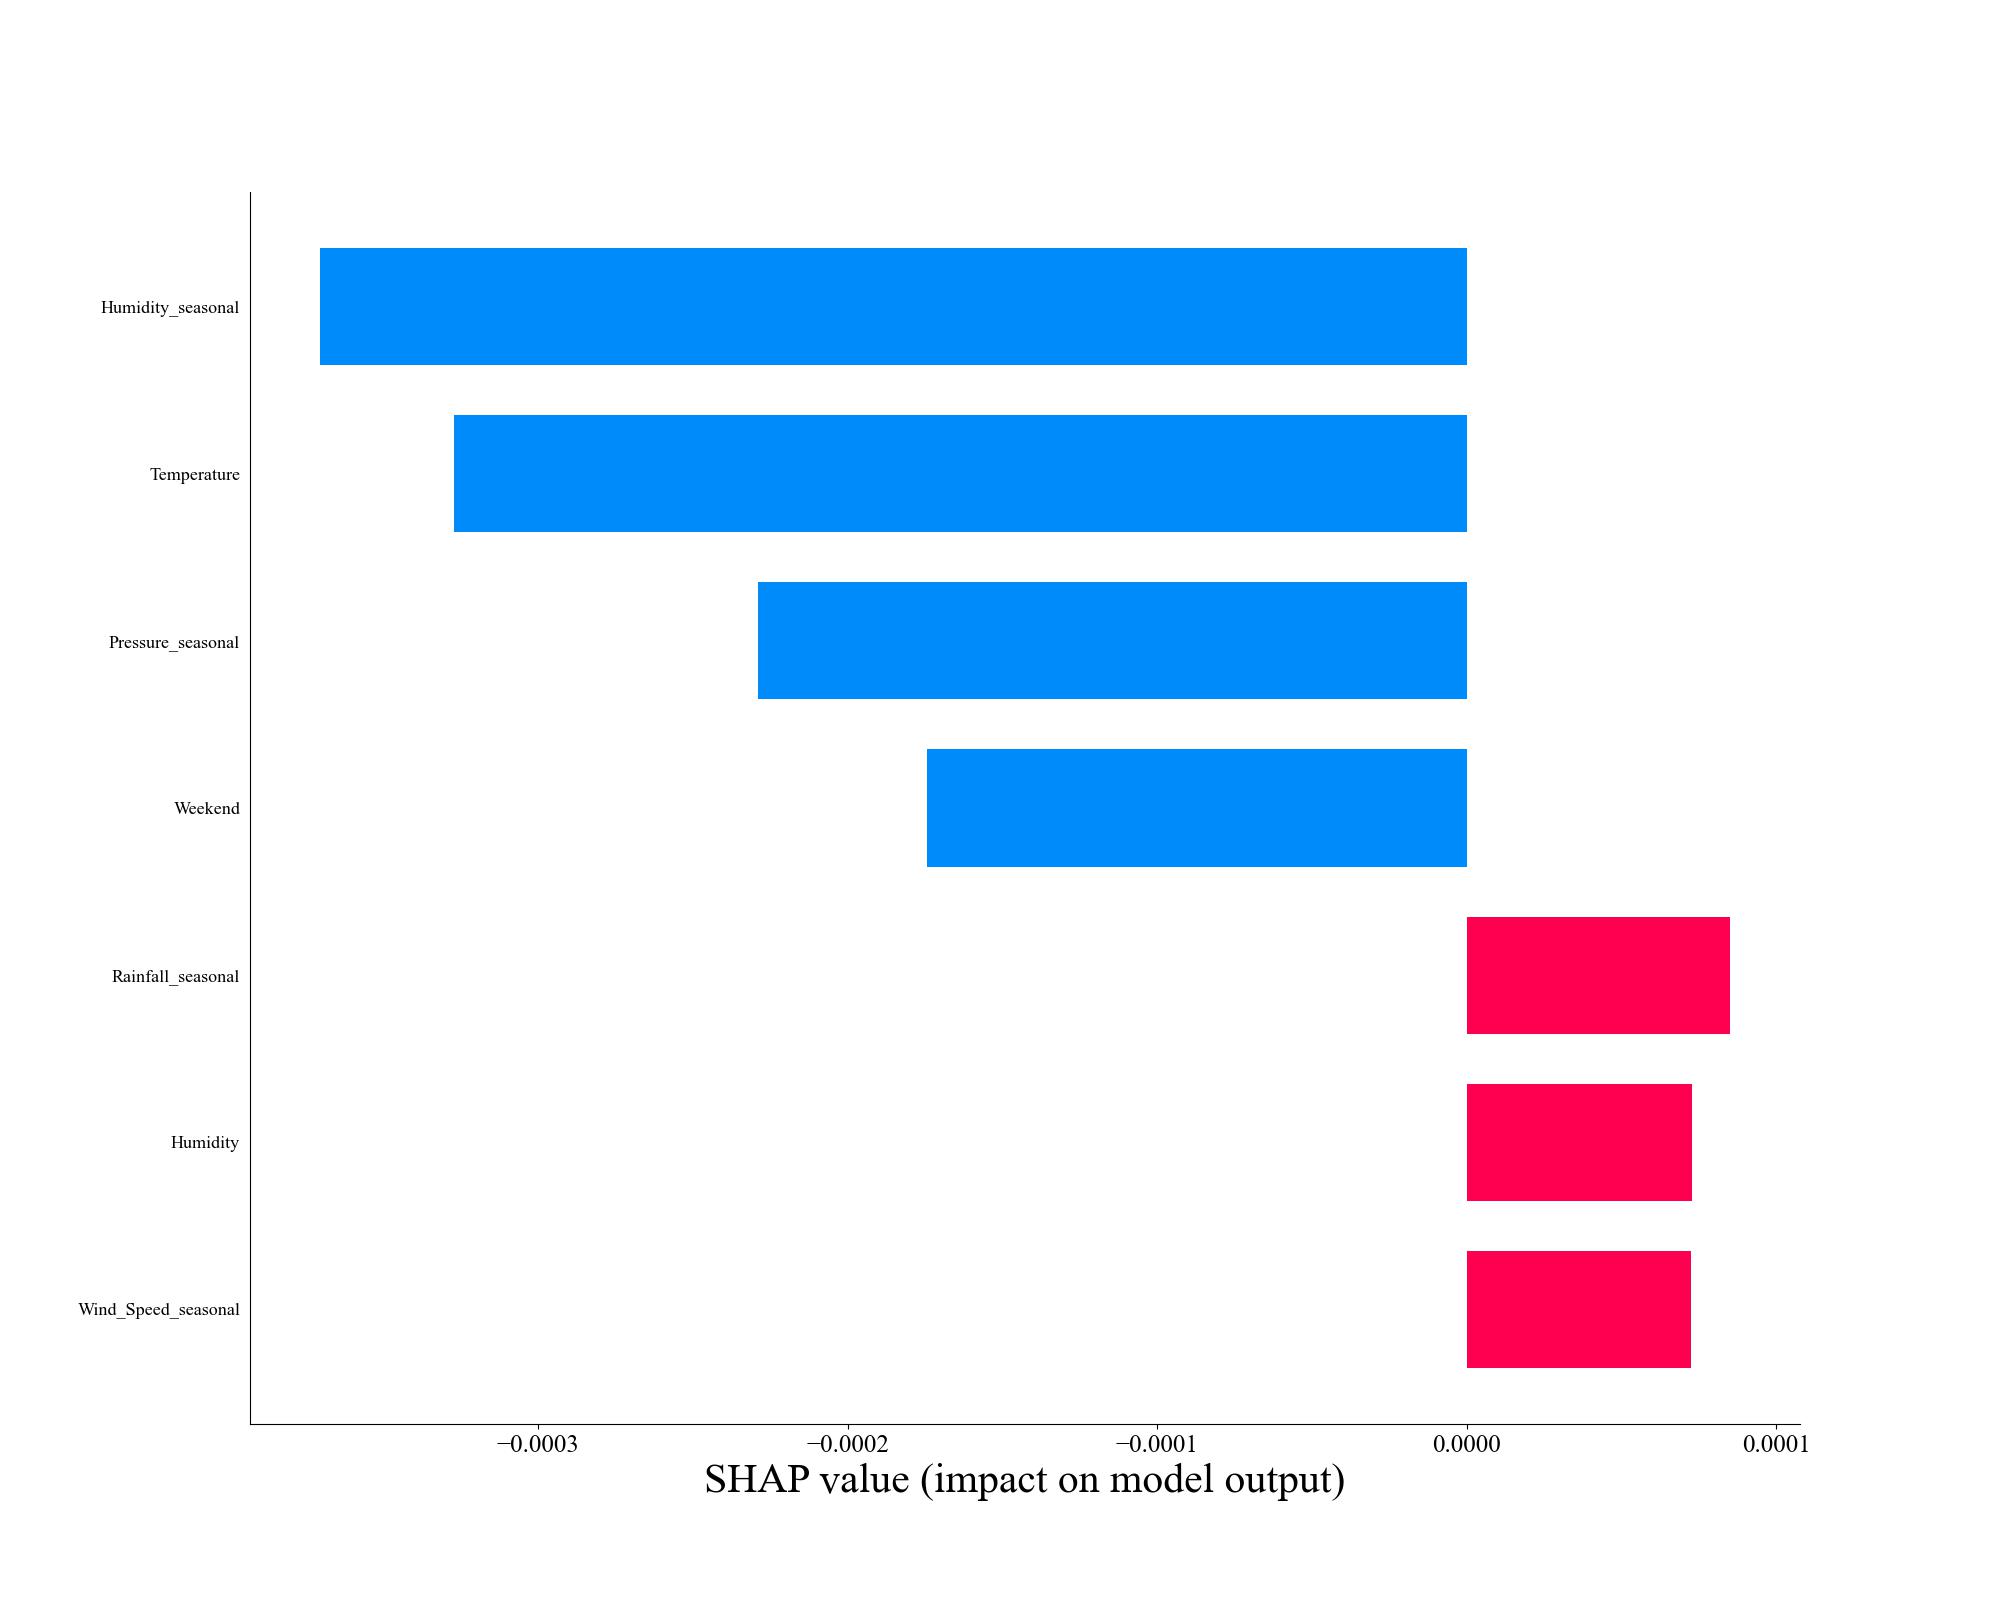 Humidity_seasonal
Temperature
Pressure_seasonal
Weekend
Rainfall_seasonal
Humidity
Wind_Speed_seasonal
−0.0003 −0.0002 −0.0001 0.0000 0.0001
SHAP value (impact on model output)